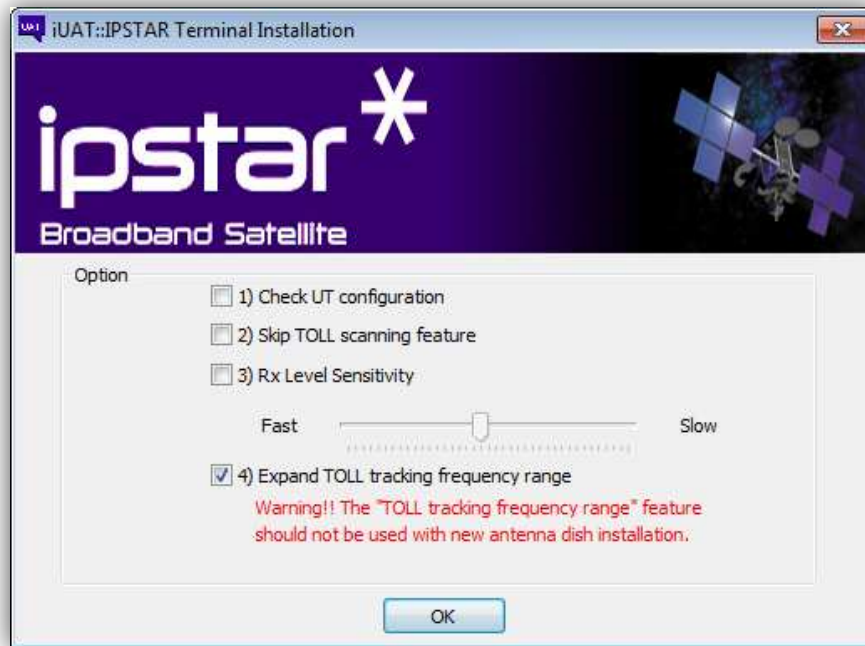 UAT iUAT::IPSTAR Terminal Installation
ipstar*
Broadband Satellite
Option
1) Check UT configuration
2) Skip TOLL scanning feature
3) Rx Level Sensitivity
Fast Slow
4) Expand TOLL tracking frequency range
Warning!! The "TOLL tracking frequency range" feature
should not be used with new antenna dish installation.
OK